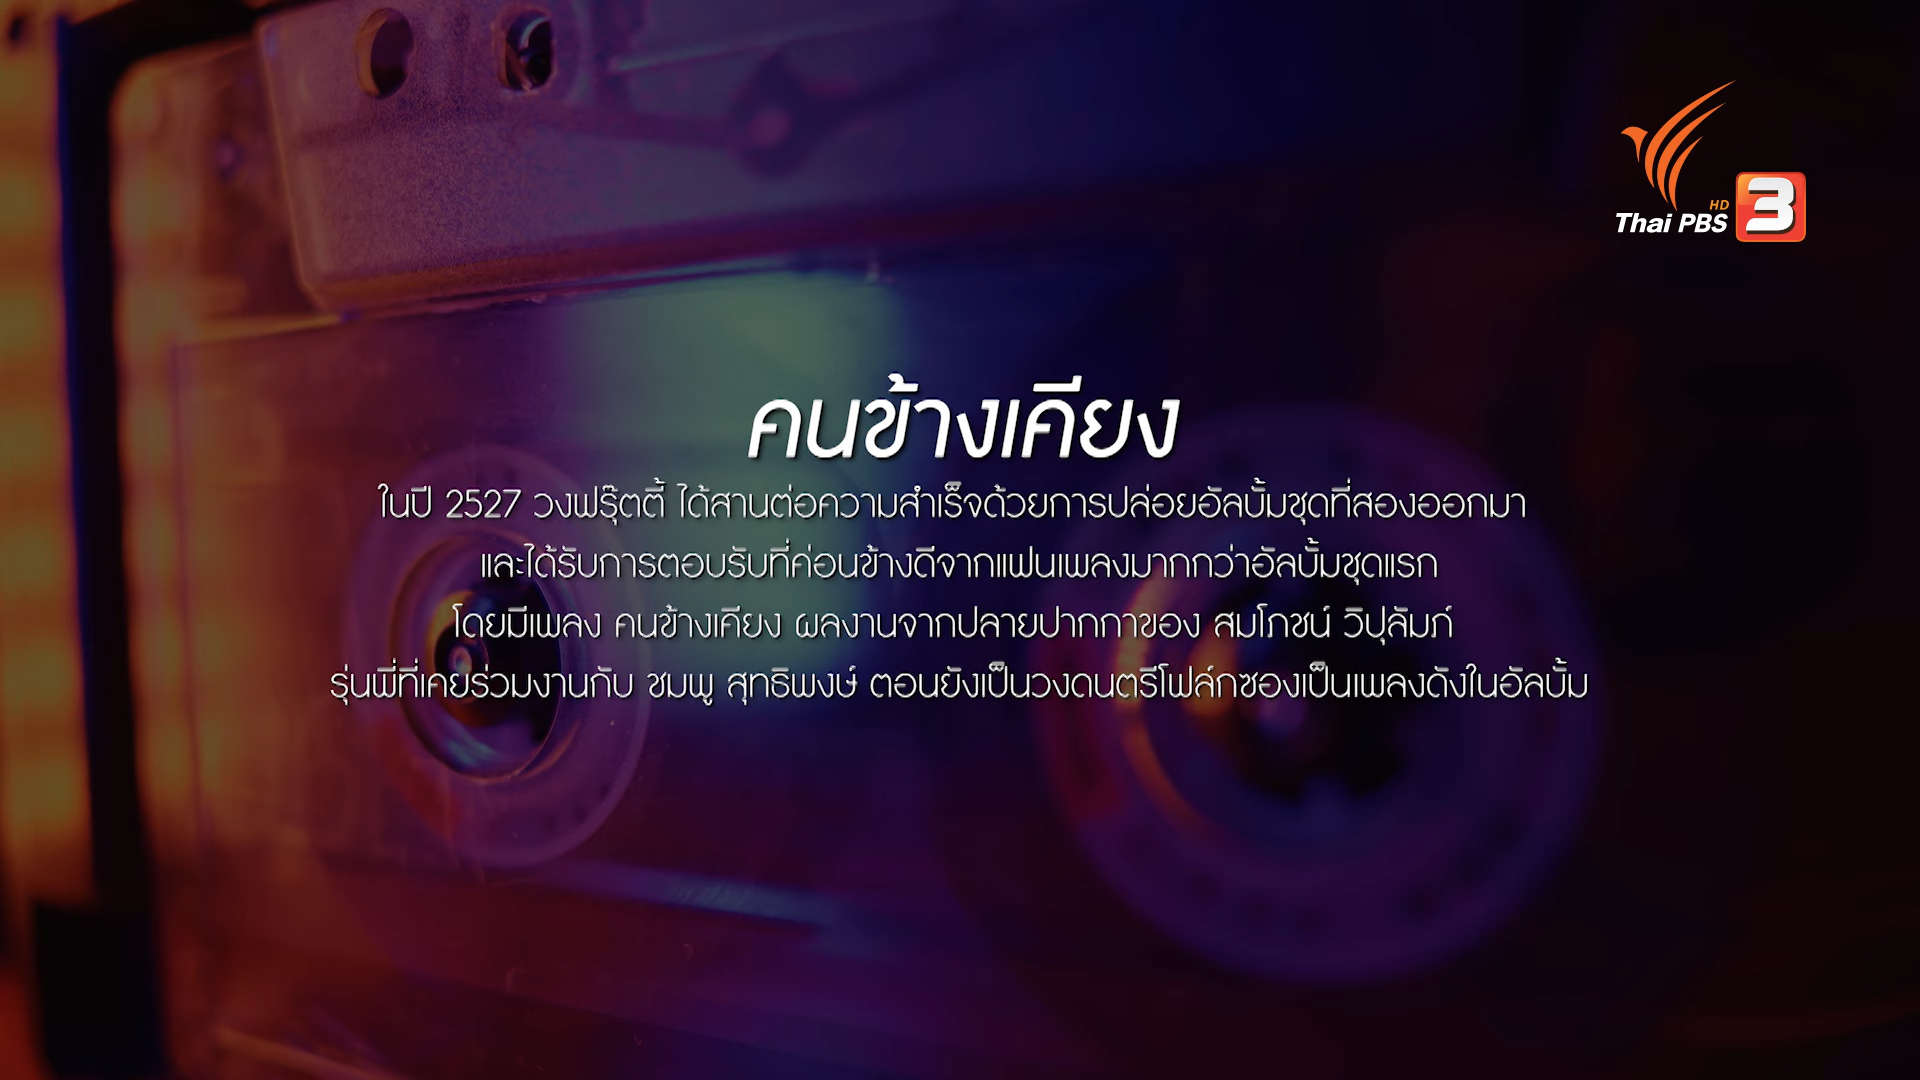 HD
Thai PBS 3
คนข้างเคียง
ในปี 2527 วงฟรุ๊ตตี้ ได้สานต่อความสำเร็จด้วยการปล่อยอัลบั้มชุดที่สองออกมา
และได้รับการตอบรับที่ค่อนข้างดีจากแฟนเพลงมากกว่าอัลบั้มชุดแรก
โดยมีเพลง คนข้างเคียง ผลงานจากปลายปากกาของ สมโภชน์ วิปุลัมภ์
รุ่นพี่ที่เคยร่วมงานกับ ชมพู สุทธิพงษ์ ตอนยังเป็นวงดนตรีโฟล์กซองเป็นเพลงดังในอัลบั้ม